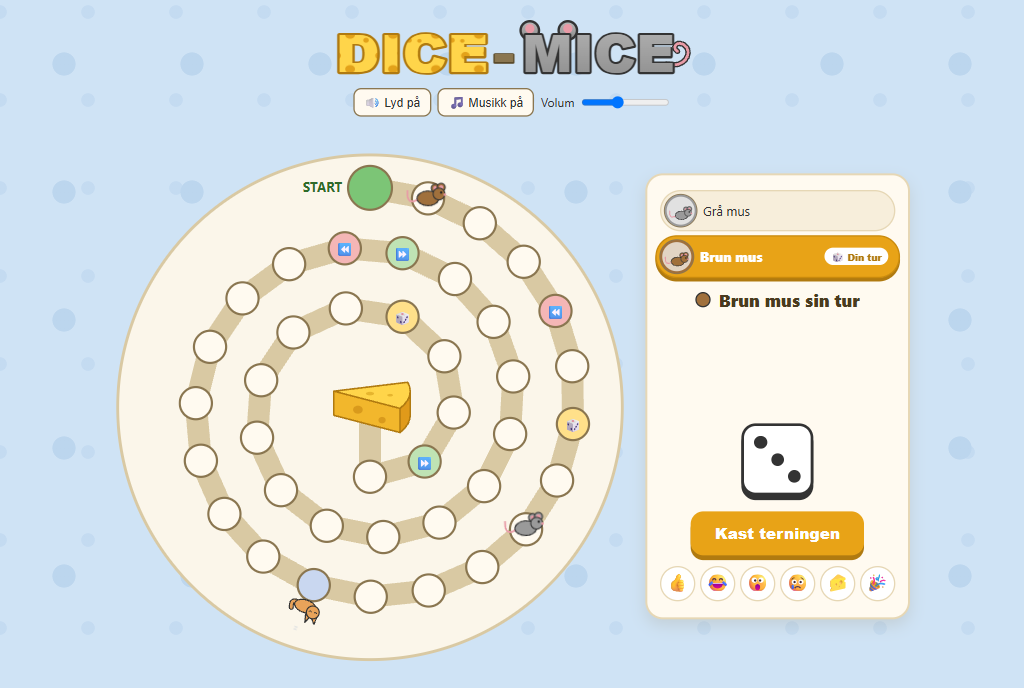 DICE-MICE
Lyd på
Musikk på
Volum
START
Grå mus
Brun mus
Din tur
Brun mus sin tur
Kast terningen